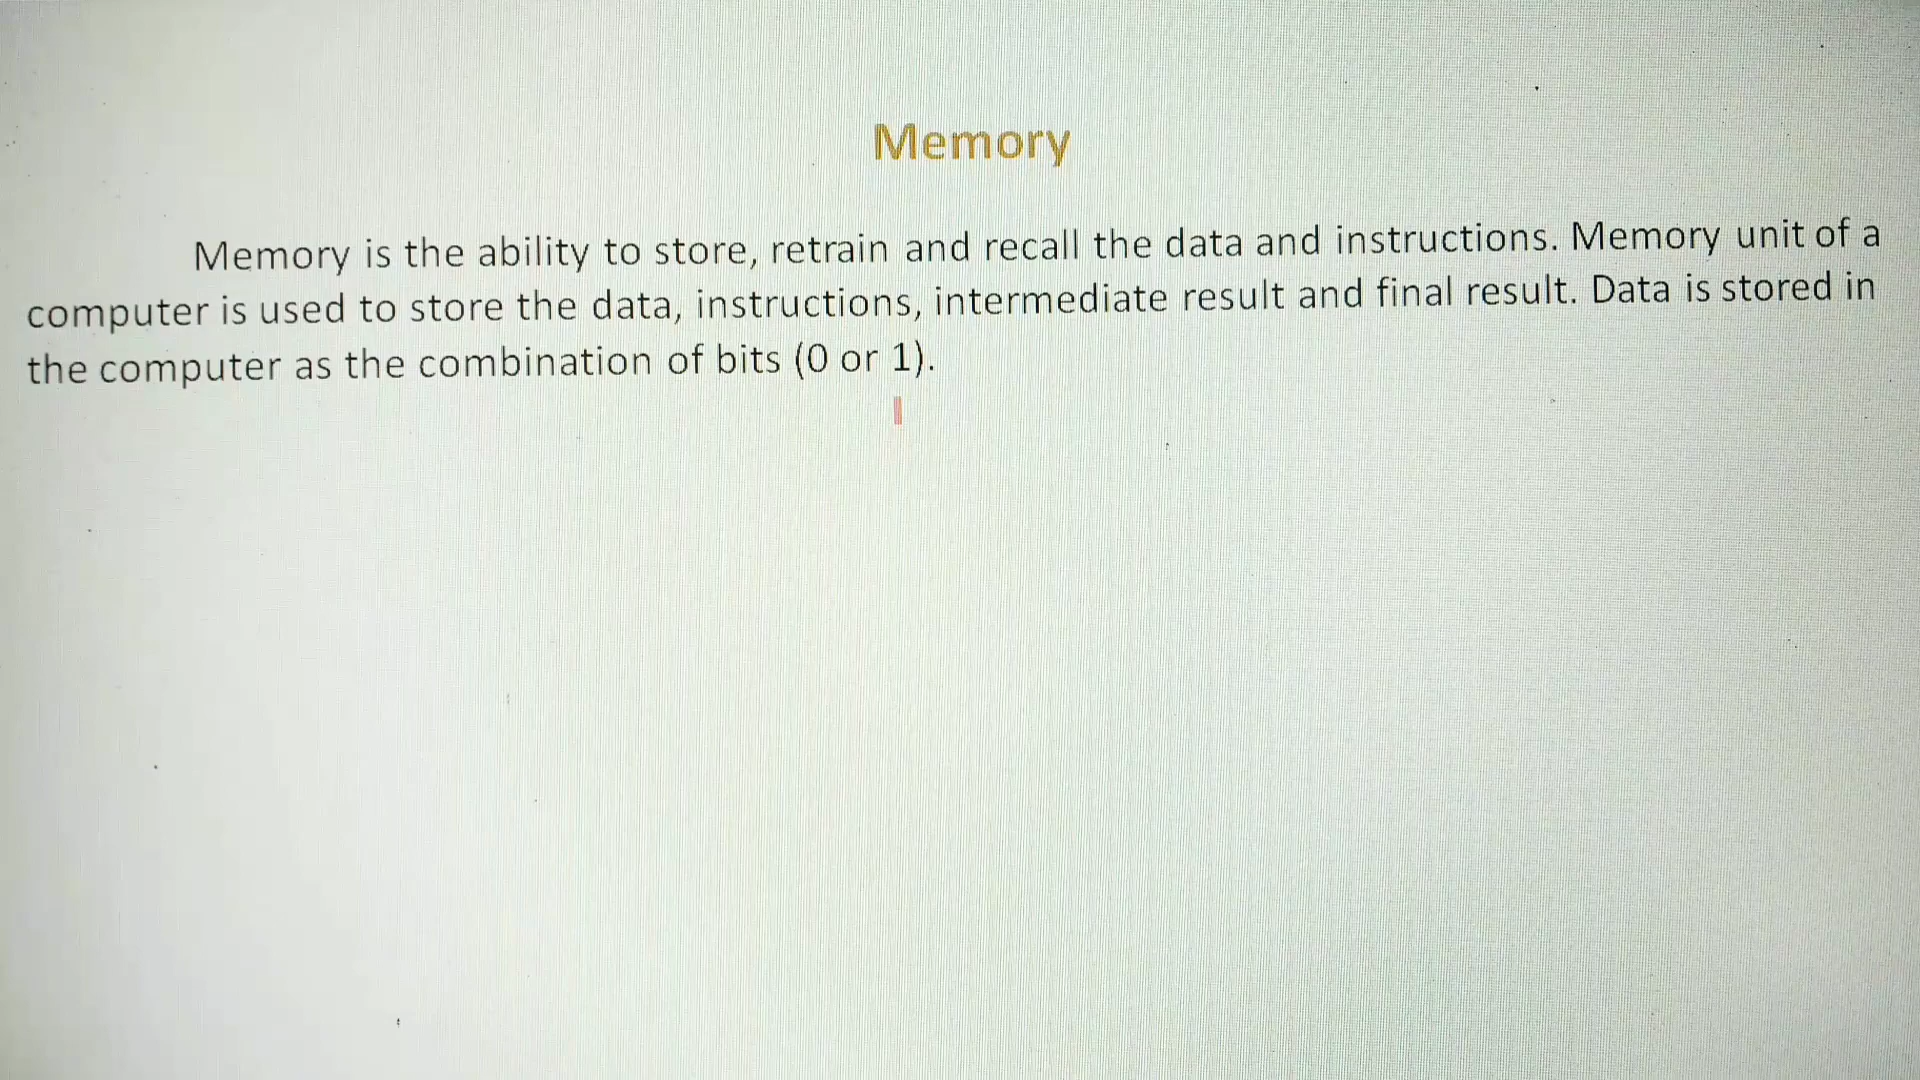 Memory
Memory is the ability to store, retrain and recall the data and instructions. Memory unit of a
computer is used to store the data, instructions, intermediate result and final result. Data is stored in
the computer as the combination of bits (0 or 1).